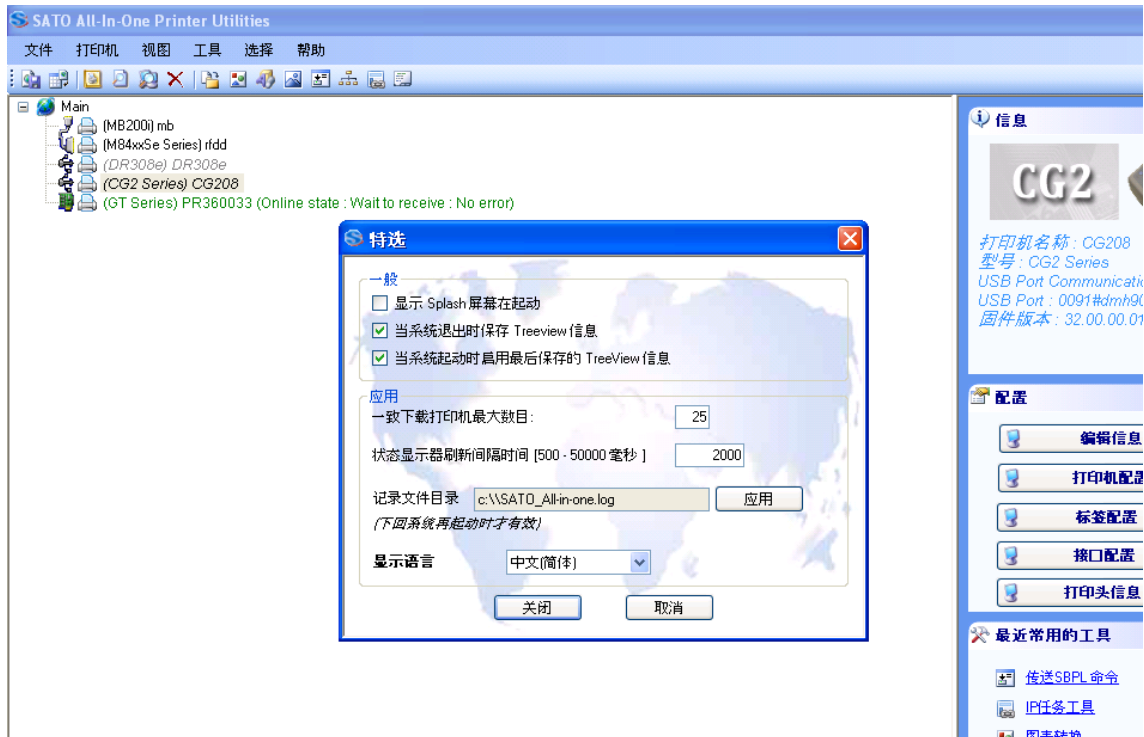 SATO All-In-One Printer Utilities
文件 打印机 视图 工具 选择 帮助
Main
(MB200i) mb
(M84xxSe Series) rfdd
(DR308e) DR308e
(CG2 Series) CG208
(GT Series) PR360033 (Online state : Wait to receive : No error)
特选
一般
显示 Splash 屏幕在起动
当系统退出时保存 Treeview 信息
当系统起动时启用最后保存的 TreeView 信息
应用
一致下载打印机最大数目:
25
状态显示器刷新间隔时间 [500 - 50000 毫秒 ]
2000
记录文件目录
c:\\SATO_All-in-one.log
应用
(下回系统再起动时才有效)
显示语言
中文(简体)
关闭
取消
信息
CG2
打印机名称 : CG208
型号 : CG2 Series
USB Port Communicati
USB Port : 0091#dmh90
固件版本 : 32.00.00.01
配置
编辑信息
打印机配置
标签配置
接口配置
打印头信息
最近常用的工具
传送SBPL 命令
IP任务工具
图表转换